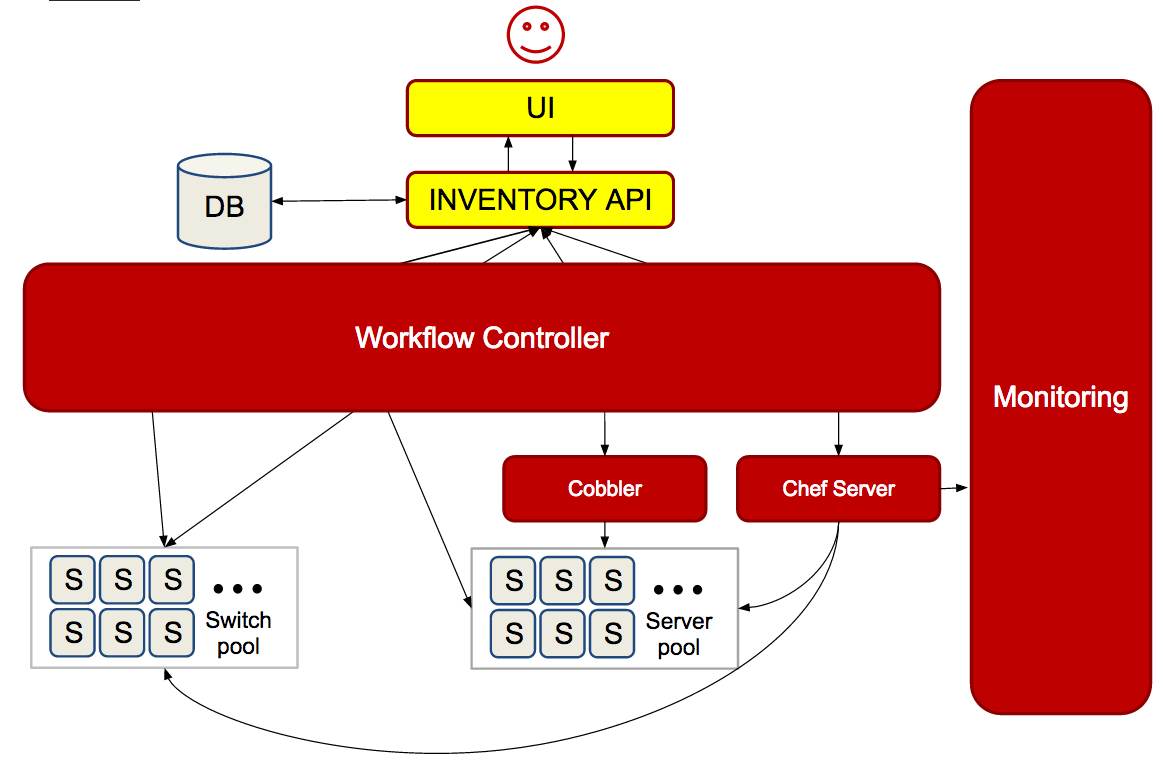 UI
DB
INVENTORY API
Workflow Controller
Monitoring
Cobbler
Chef Server
S S S
S S S
Switch
pool
S S S
S S S
Server
pool